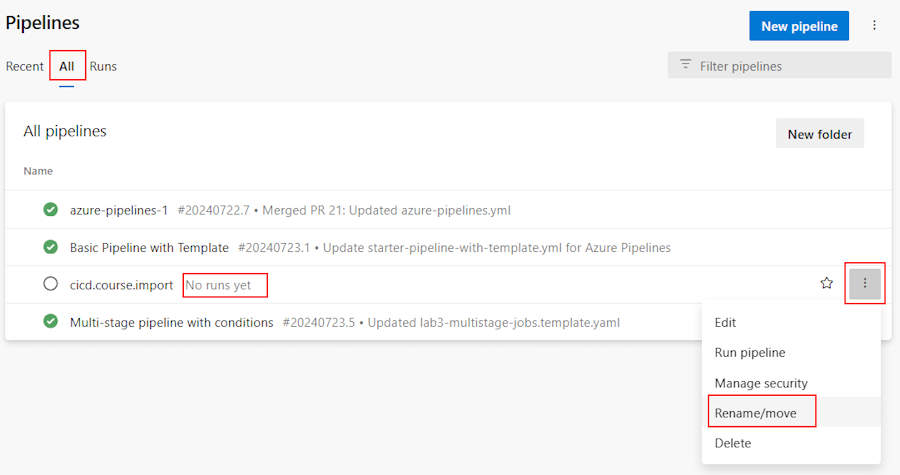 Pipelines
New pipeline
Recent All Runs
Filter pipelines
All pipelines
New folder
Name
azure-pipelines-1 #20240722.7 • Merged PR 21: Updated azure-pipelines.yml
Basic Pipeline with Template #20240723.1 • Update starter-pipeline-with-template.yml for Azure Pipelines
cicd.course.import No runs yet
Multi-stage pipeline with conditions #20240723.5 • Updated lab3-multistage-jobs.template.yaml
Edit
Run pipeline
Manage security
Rename/move
Delete